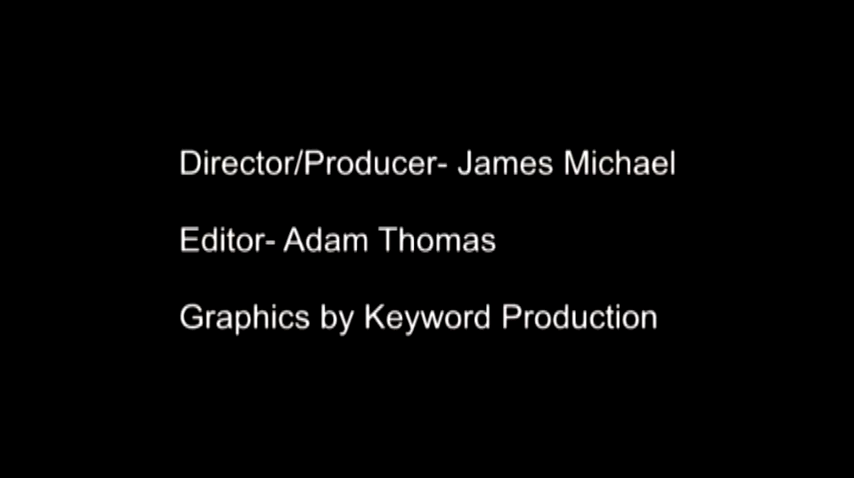 Director/Producer- James Michael
Editor- Adam Thomas
Graphics by Keyword Production